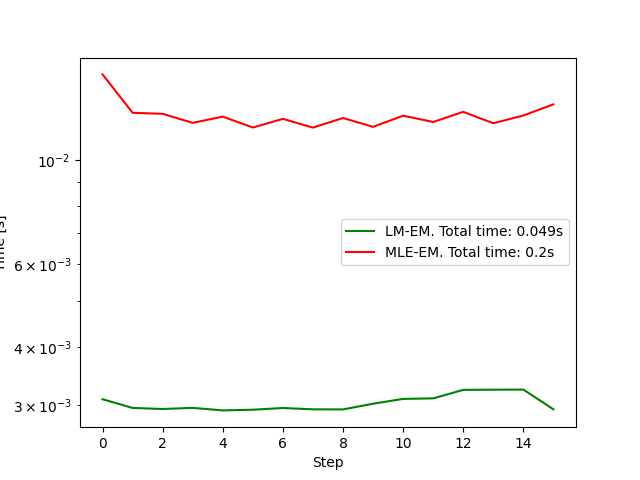 10⁻²
6 × 10⁻³
4 × 10⁻³
3 × 10⁻³
Time [s]
LM-EM. Total time: 0.049s
MLE-EM. Total time: 0.2s
0 2 4 6 8 10 12 14
Step